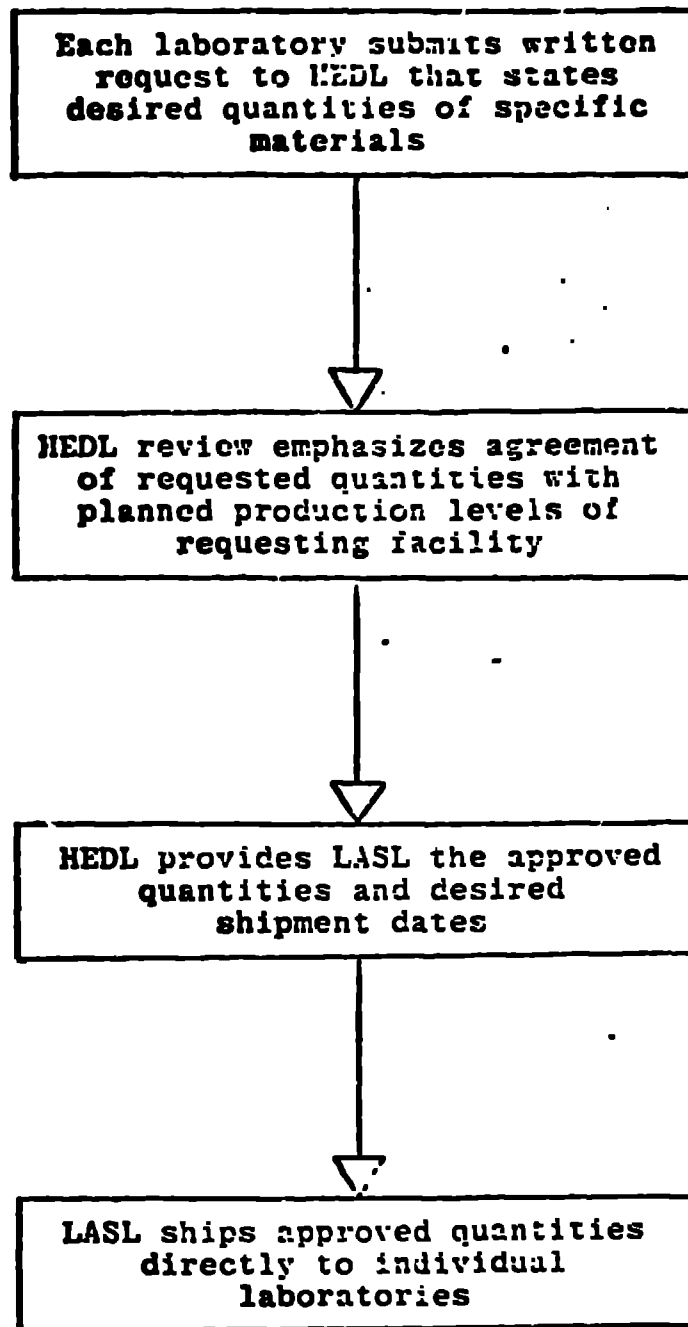 Each laboratory submits written
request to HEDL that states
desired quantities of specific
materials
HEDL review emphasizes agreement
of requested quantities with
planned production levels of
requesting facility
HEDL provides LASL the approved
quantities and desired
shipment dates
LASL ships approved quantities
directly to individual
laboratories